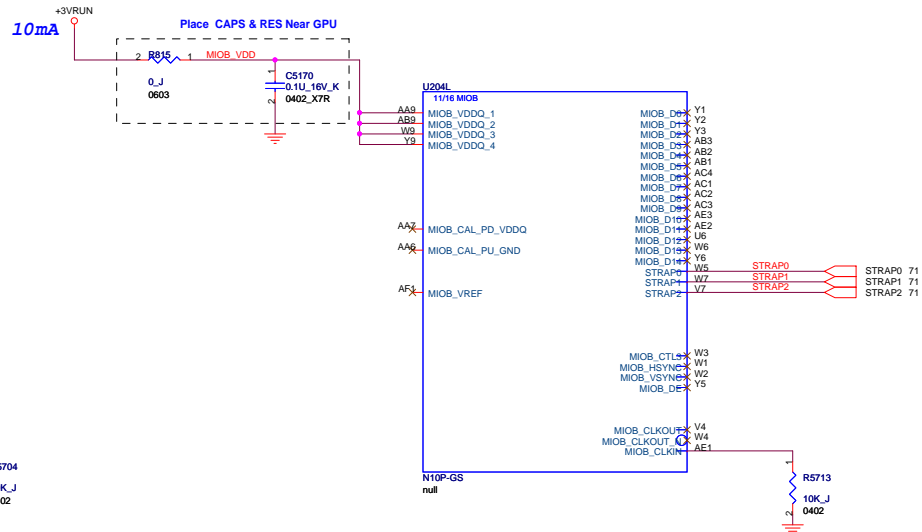 +3VRUN
10mA
Place CAPS & RES Near GPU
2 R815 1 MIOB_VDD
0_J
0603
1
C5170
0.1U_16V_K
2 0402_X7R
U204L
11/16 MIOB
AA9 MIOB_VDDQ_1
AB9 MIOB_VDDQ_2
W9 MIOB_VDDQ_3
Y9 MIOB_VDDQ_4
AA7 MIOB_CAL_PD_VDDQ
AA6 MIOB_CAL_PU_GND
AF1 MIOB_VREF
MIOB_D0 Y1
MIOB_D1 Y2
MIOB_D2 Y3
MIOB_D3 AB3
MIOB_D4 AB2
MIOB_D5 AB1
MIOB_D6 AC4
MIOB_D7 AC1
MIOB_D8 AC2
MIOB_D9 AC3
MIOB_D10 AE3
MIOB_D11 AE2
MIOB_D12 U6
MIOB_D13 W6
MIOB_D14 Y6
STRAP0 W5 STRAP0 STRAP0 71
STRAP1 W7 STRAP1 STRAP1 71
STRAP2 V7 STRAP2 STRAP2 71
MIOB_CTL3 W3
MIOB_HSYNC W1
MIOB_VSYNC W2
MIOB_DE Y5
MIOB_CLKOUT V4
MIOB_CLKOUT_N W4
MIOB_CLKIN AE1
N10P-GS
null
1
R5713
10K_J
2 0402
5704
K_J
02